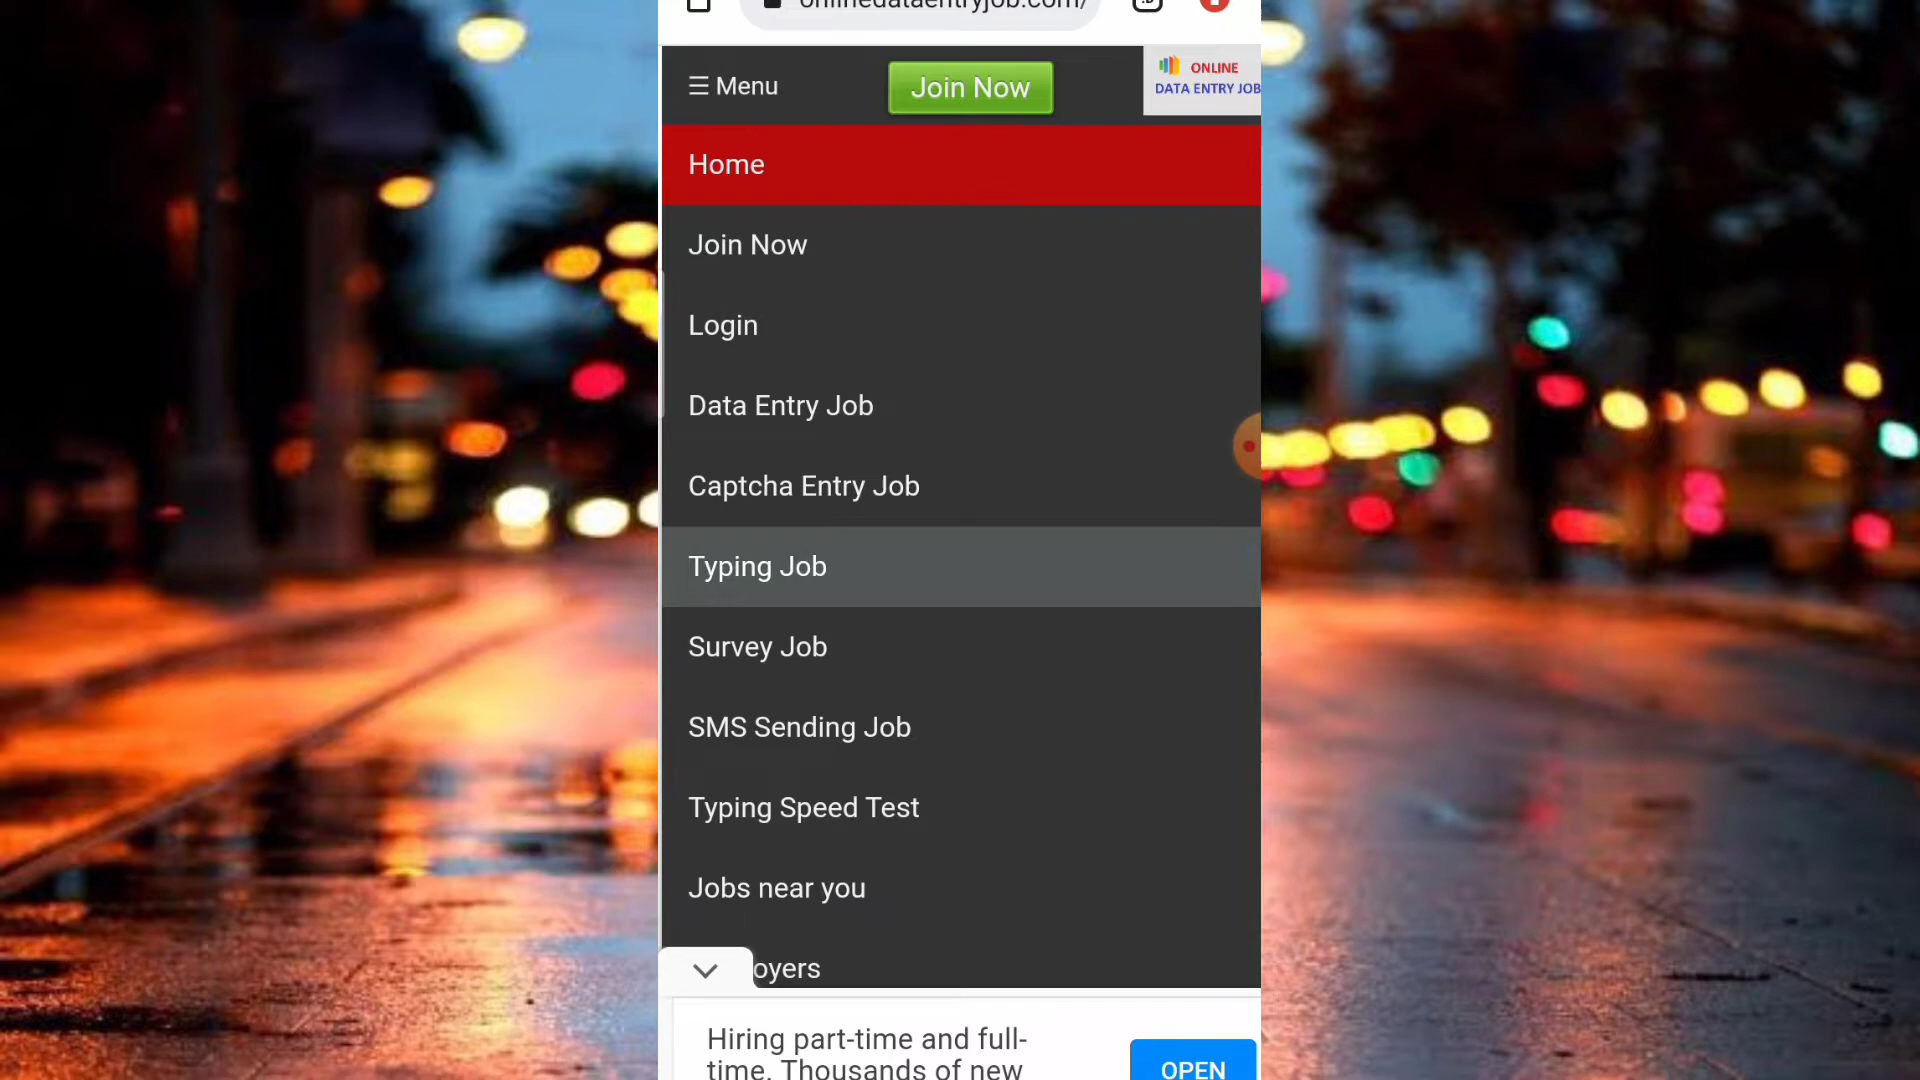 onlinedataentryjob.com/
☰ Menu
Join Now
ONLINE
DATA ENTRY JOB
Home
Join Now
Login
Data Entry Job
Captcha Entry Job
Typing Job
Survey Job
SMS Sending Job
Typing Speed Test
Jobs near you
oyers
Hiring part-time and full-
time. Thousands of new
OPEN